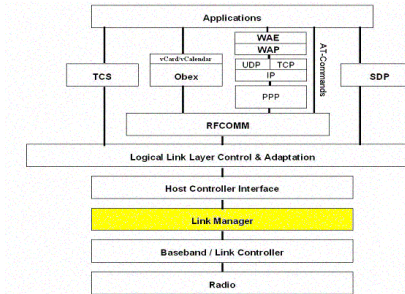 Applications
WAE
WAP
vCard/vCalendar
UDP TCP
AT-Commands
TCS
Obex
IP
SDP
PPP
RFCOMM
Logical Link Layer Control & Adaptation
Host Controller Interface
Link Manager
Baseband / Link Controller
Radio